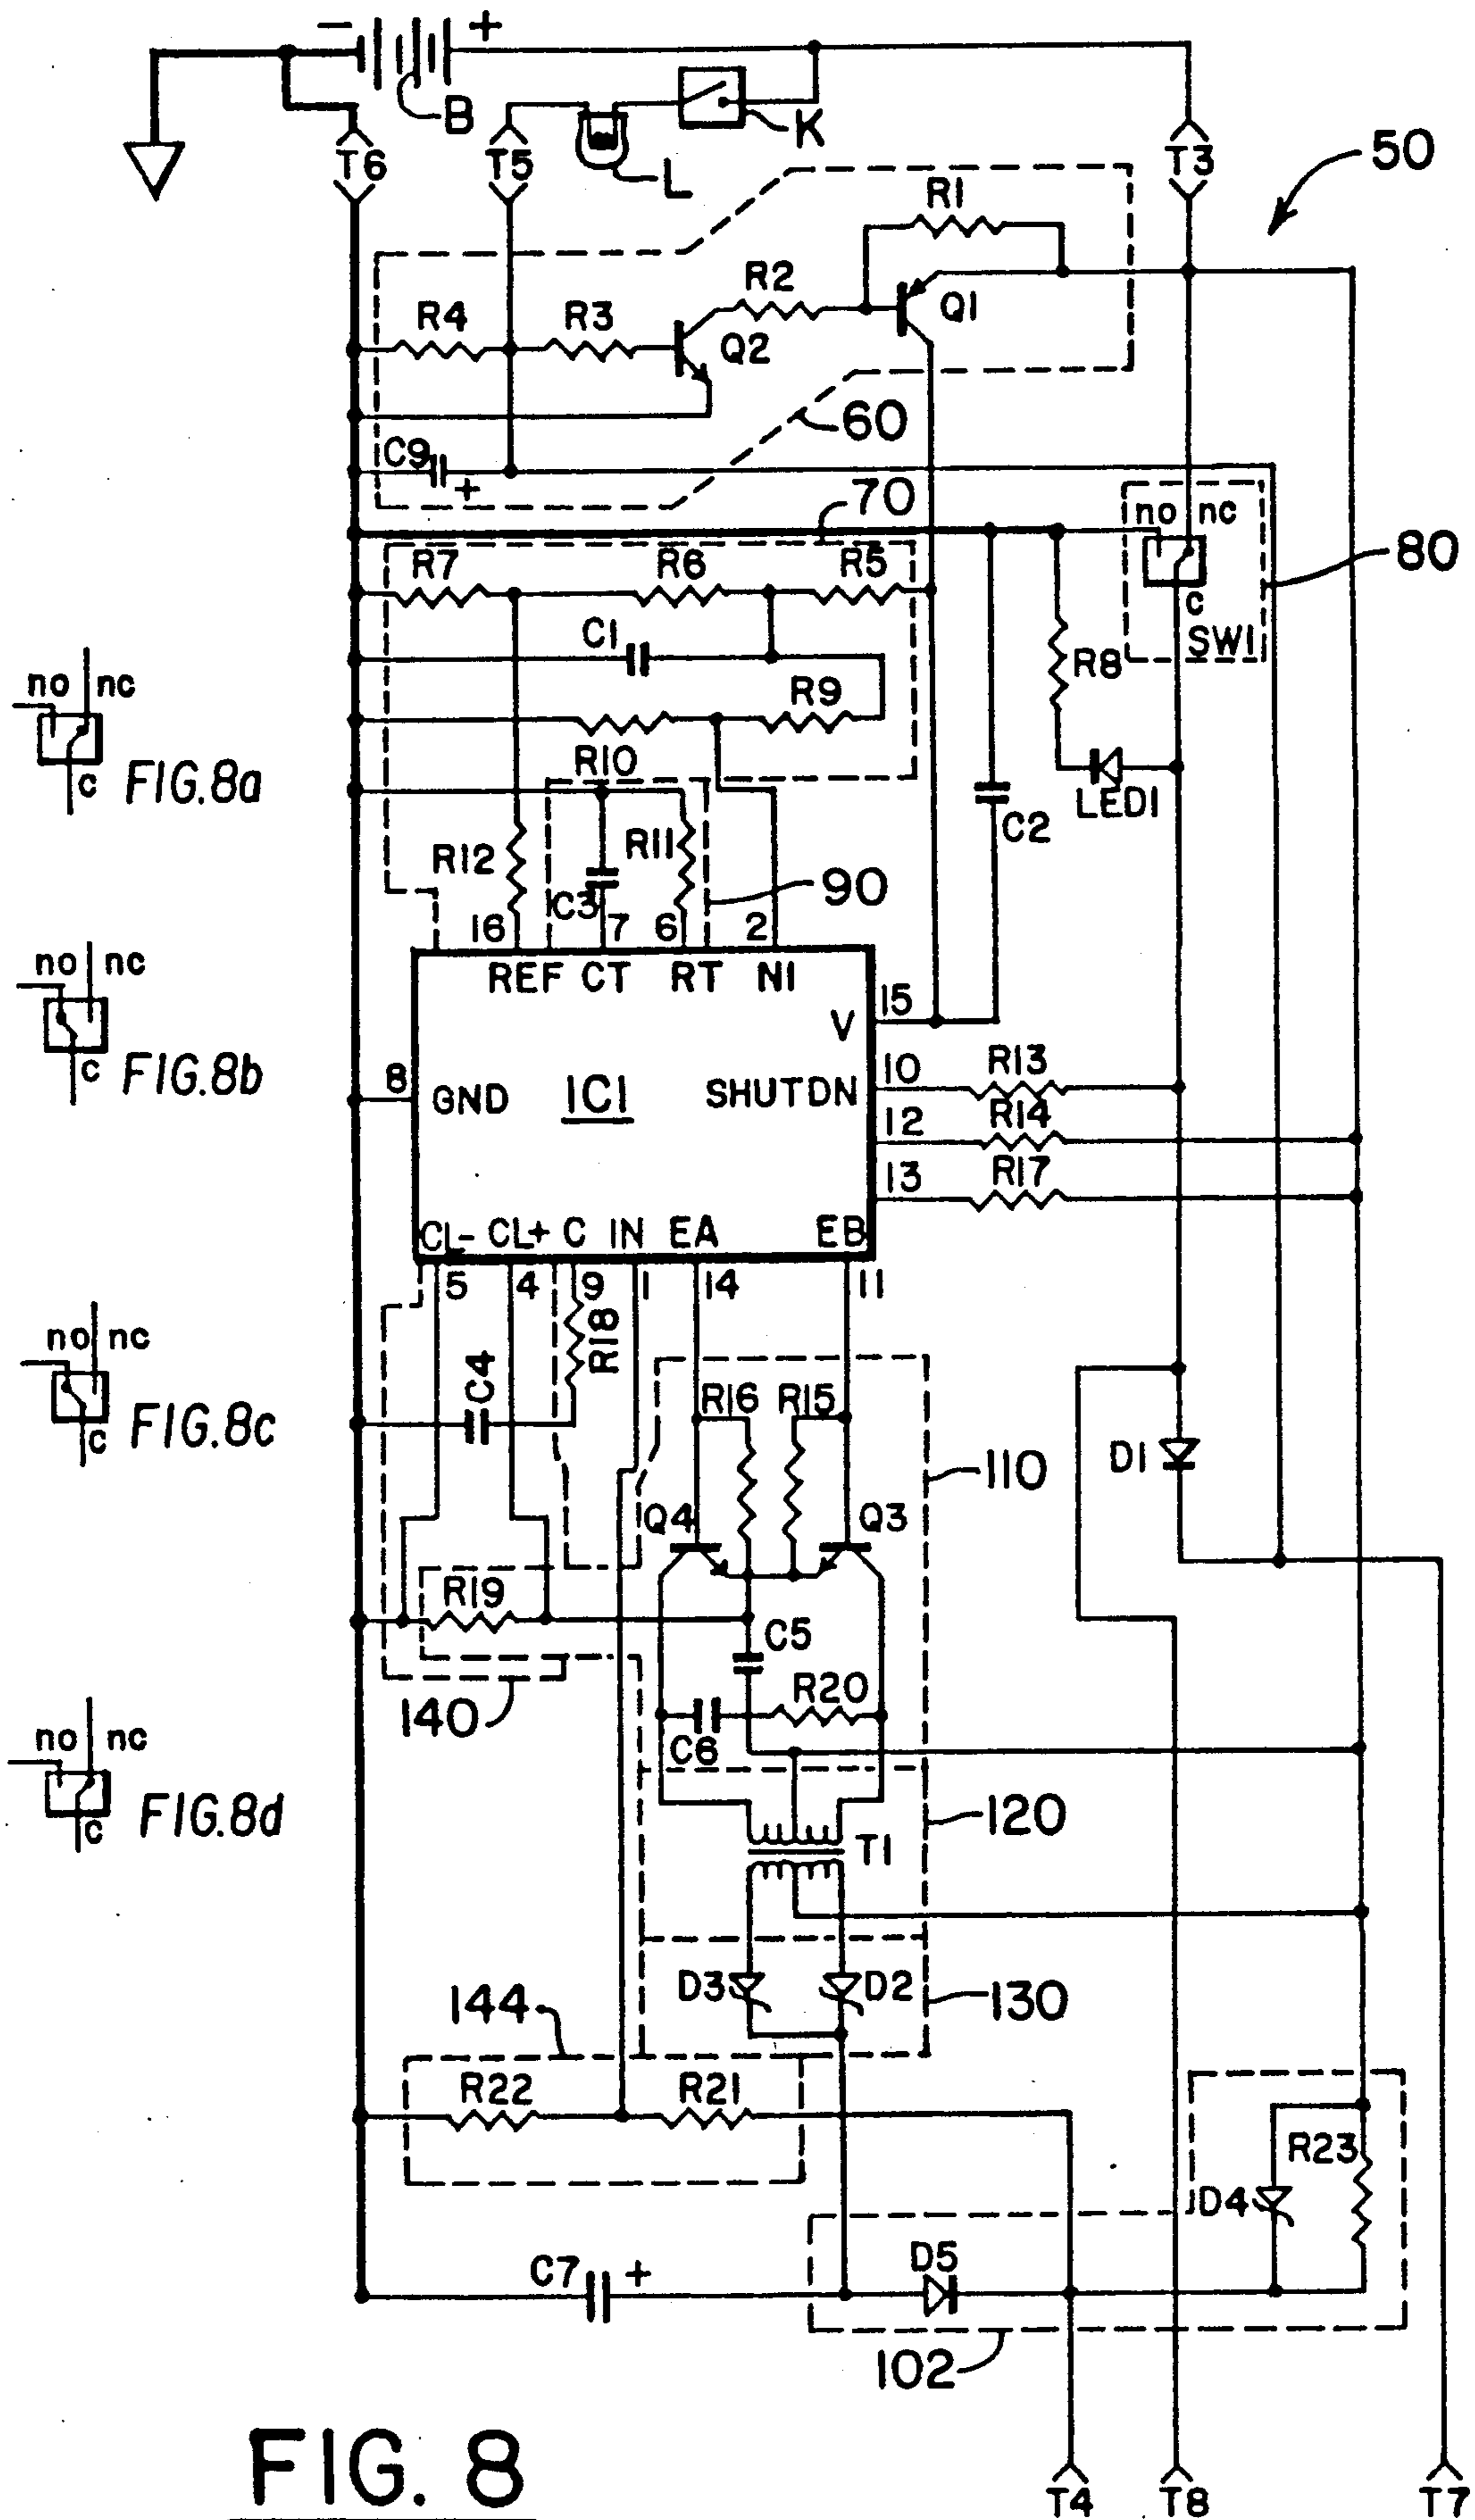 − +
B
K
T6 T5 T3
L
50
R1
R2
R4 R3 Q1
Q2
60
C9
+
70
no nc
R7 R6 R5
80
c
C1
SW1
R8
no nc
R9
R10
c FIG.8a
LED1
C2
R12 R11
90
C3
16 7 6 2
no nc
REF CT RT NI
15
V
c FIG.8b
8 10 R13
GND IC1 SHUTDN
12 R14
13 R17
CL- CL+ C IN EA EB
5 4 9 1 14 11
no nc
R18
C4
R16 R15
c FIG.8c
D1
110
Q4 Q3
R19
C5
R20
140
C6
no nc
c FIG.8d
120
T1
D3 D2
130
144
R22 R21
R23
D4
C7 + D5
102
FIG. 8
T4 T8 T7